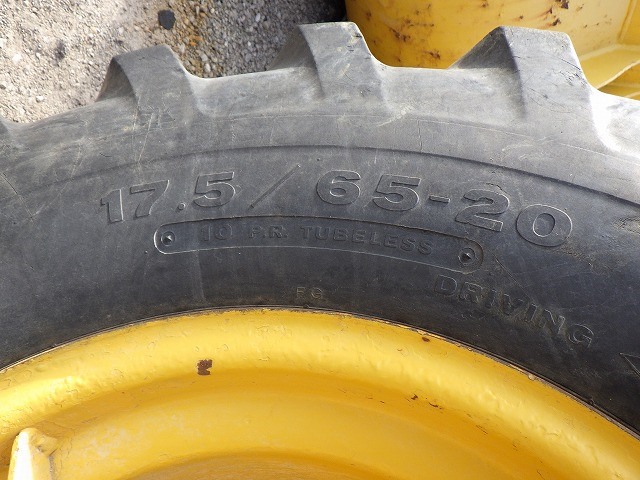 17.5/65-20
10 P.R. TUBELESS
FG
DRIVING